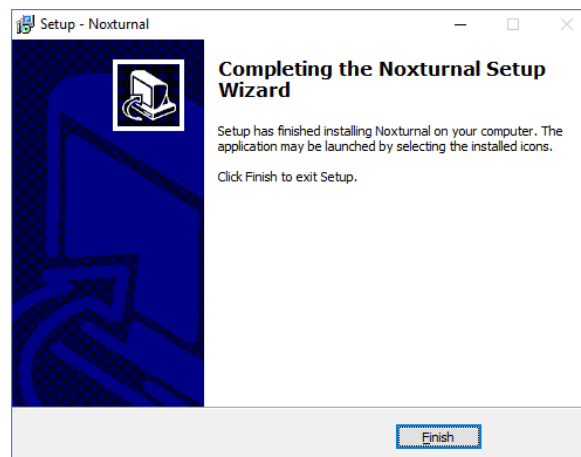 Setup - Noxturnal
Completing the Noxturnal Setup
Wizard
Setup has finished installing Noxturnal on your computer. The
application may be launched by selecting the installed icons.
Click Finish to exit Setup.
Finish